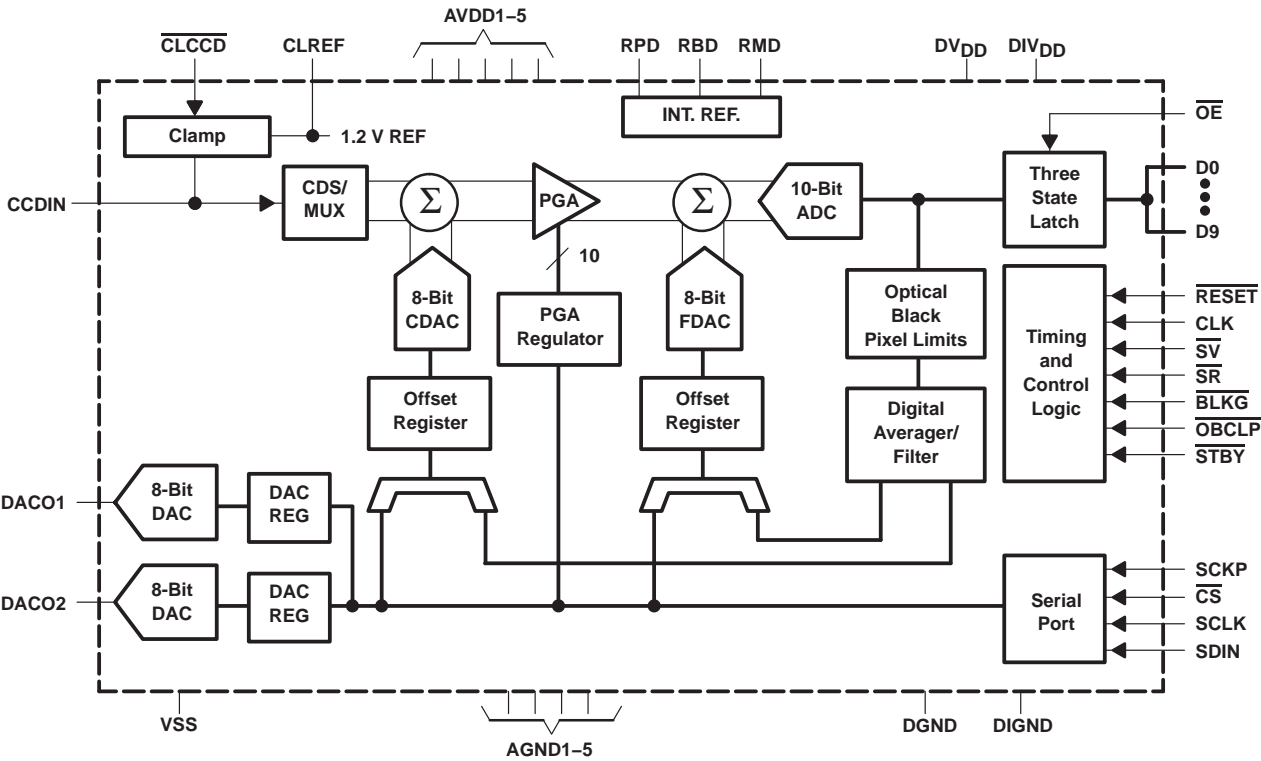 AVDD1–5
CLCCD
CLREF
RPD
RBD
RMD
DVDD
DIVDD
INT. REF.
OE
Clamp
1.2 V REF
CCDIN
CDS/
MUX
Σ
PGA
Σ
10-Bit
ADC
Three
State
Latch
D0
D9
10
8-Bit
CDAC
PGA
Regulator
8-Bit
FDAC
Optical
Black
Pixel Limits
Timing
and
Control
Logic
RESET
CLK
SV
SR
BLKG
OBCLP
STBY
Offset
Register
Offset
Register
Digital
Averager/
Filter
DACO1
8-Bit
DAC
DAC
REG
DACO2
8-Bit
DAC
DAC
REG
Serial
Port
SCKP
CS
SCLK
SDIN
VSS
AGND1–5
DGND
DIGND